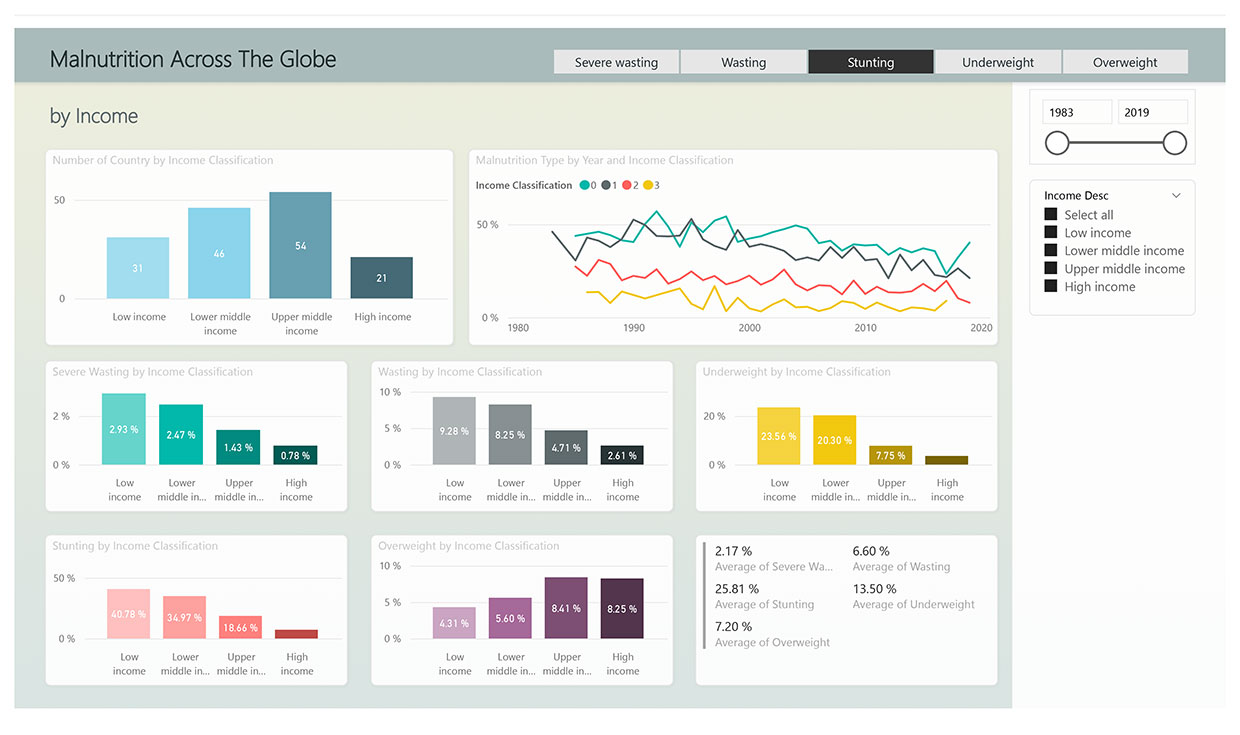 Malnutrition Across The Globe
Severe wasting
Wasting
Stunting
Underweight
Overweight
by Income
1983
2019
Income Desc
Select all
Low income
Lower middle income
Upper middle income
High income
Number of Country by Income Classification
50
0
31
46
54
21
Low income
Lower middle
income
Upper middle
income
High income
Malnutrition Type by Year and Income Classification
Income Classification 0 1 2 3
50 %
0 %
1980
1990
2000
2010
2020
Severe Wasting by Income Classification
2 %
0 %
2.93 %
2.47 %
1.43 %
0.78 %
Low
income
Lower
middle in...
Upper
middle in...
High
income
Wasting by Income Classification
10 %
5 %
0 %
9.28 %
8.25 %
4.71 %
2.61 %
Low
income
Lower
middle in...
Upper
middle in...
High
income
Underweight by Income Classification
20 %
0 %
23.56 %
20.30 %
7.75 %
Low
income
Lower
middle in...
Upper
middle in...
High
income
Stunting by Income Classification
50 %
0 %
40.78 %
34.97 %
18.66 %
Low
income
Lower
middle in...
Upper
middle in...
High
income
Overweight by Income Classification
10 %
5 %
0 %
4.31 %
5.60 %
8.41 %
8.25 %
Low
income
Lower
middle in...
Upper
middle in...
High
income
2.17 %
Average of Severe Wa...
6.60 %
Average of Wasting
25.81 %
Average of Stunting
13.50 %
Average of Underweight
7.20 %
Average of Overweight